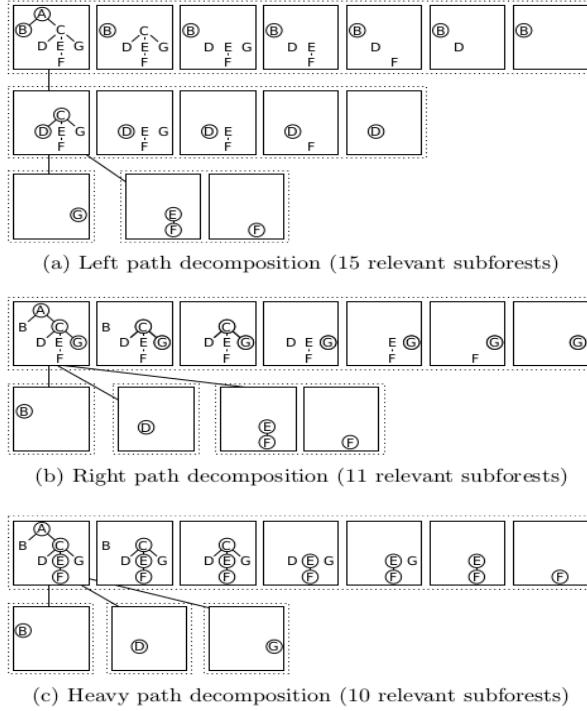 A
B C B C B B B B B
D E G D E G D E G D E D D
F F F F F
C
D E G D E G D E D D
F F F F
G E F
F
(a) Left path decomposition (15 relevant subforests)
A
B C B C C
D E G D E G D E G D E G E G G G
F F F F F F
B D E F
F
(b) Right path decomposition (11 relevant subforests)
A
B C B C C
D E G D E G D E G D E G E G E
F F F F F F F
B D G
(c) Heavy path decomposition (10 relevant subforests)